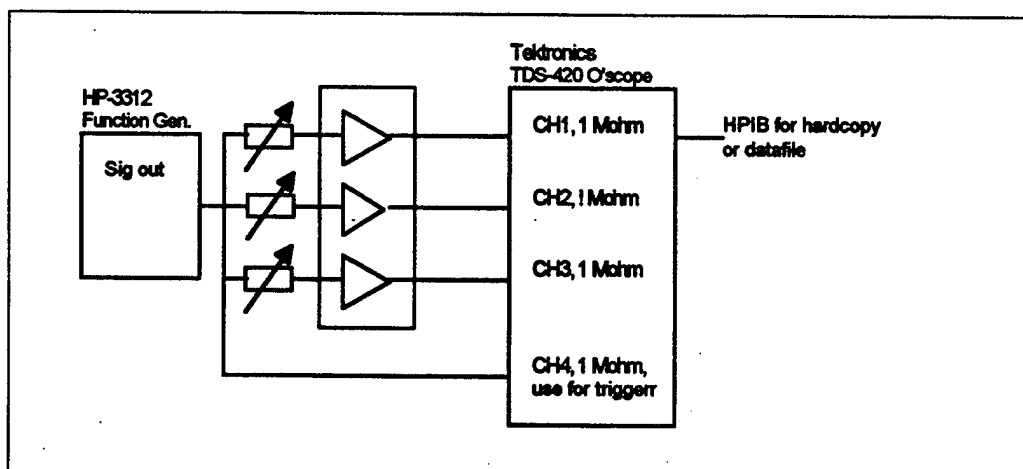 Tektronics
TDS-420 O'scope
HP-3312
Function Gen.
Sig out
CH1, 1 Mohm
CH2, ! Mohm
CH3, 1 Mohm
CH4, 1 Mohm,
use for triggerr
HPIB for hardcopy
or datafile